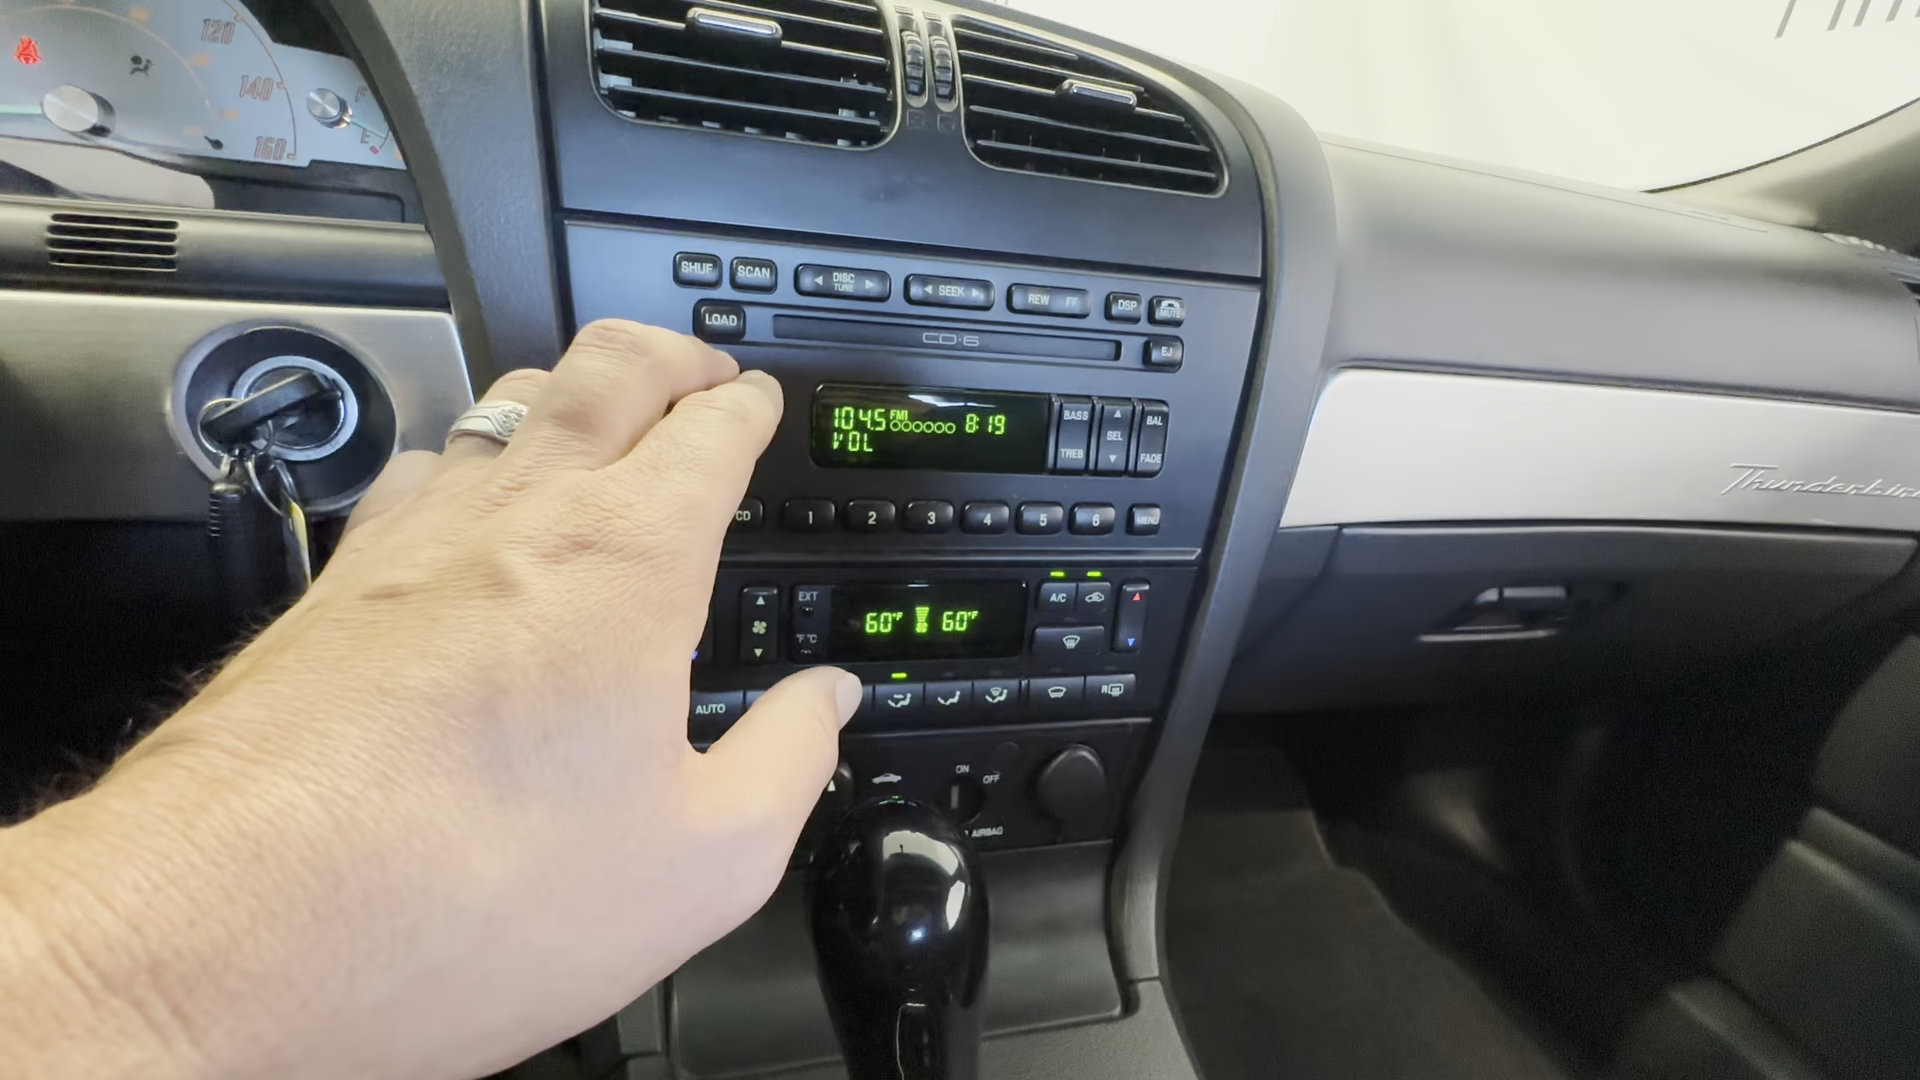 120
140
160
F
E
SHUF
SCAN
DISC
TUNE
SEEK
REW FF
DSP
MUTE
LOAD
CD·6
EJ
104.5 FM1 8:19
VOL
BASS
TREB
SEL
BAL
FADE
CD
1
2
3
4
5
6
MENU
Thunderbird
EXT
°F °C
60°F 60°F
A/C
AUTO
R
ON
OFF
AIRBAG